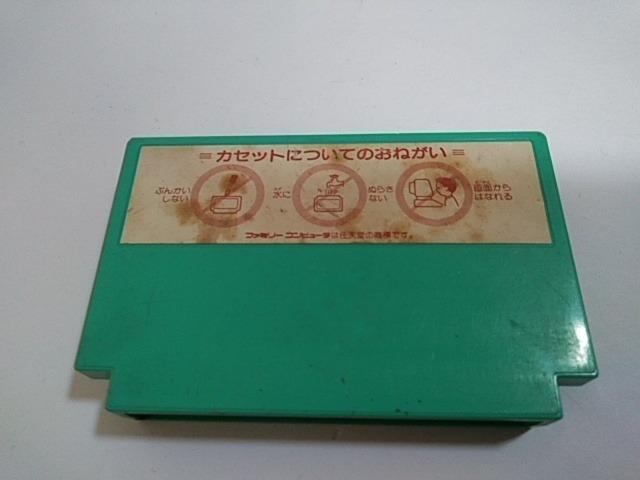 カセットについてのおねがい
ぶんかい
しない
水に
ぬらさ
ない
画面から
はなれる
ファミリー コンピュータは任天堂の商標です。